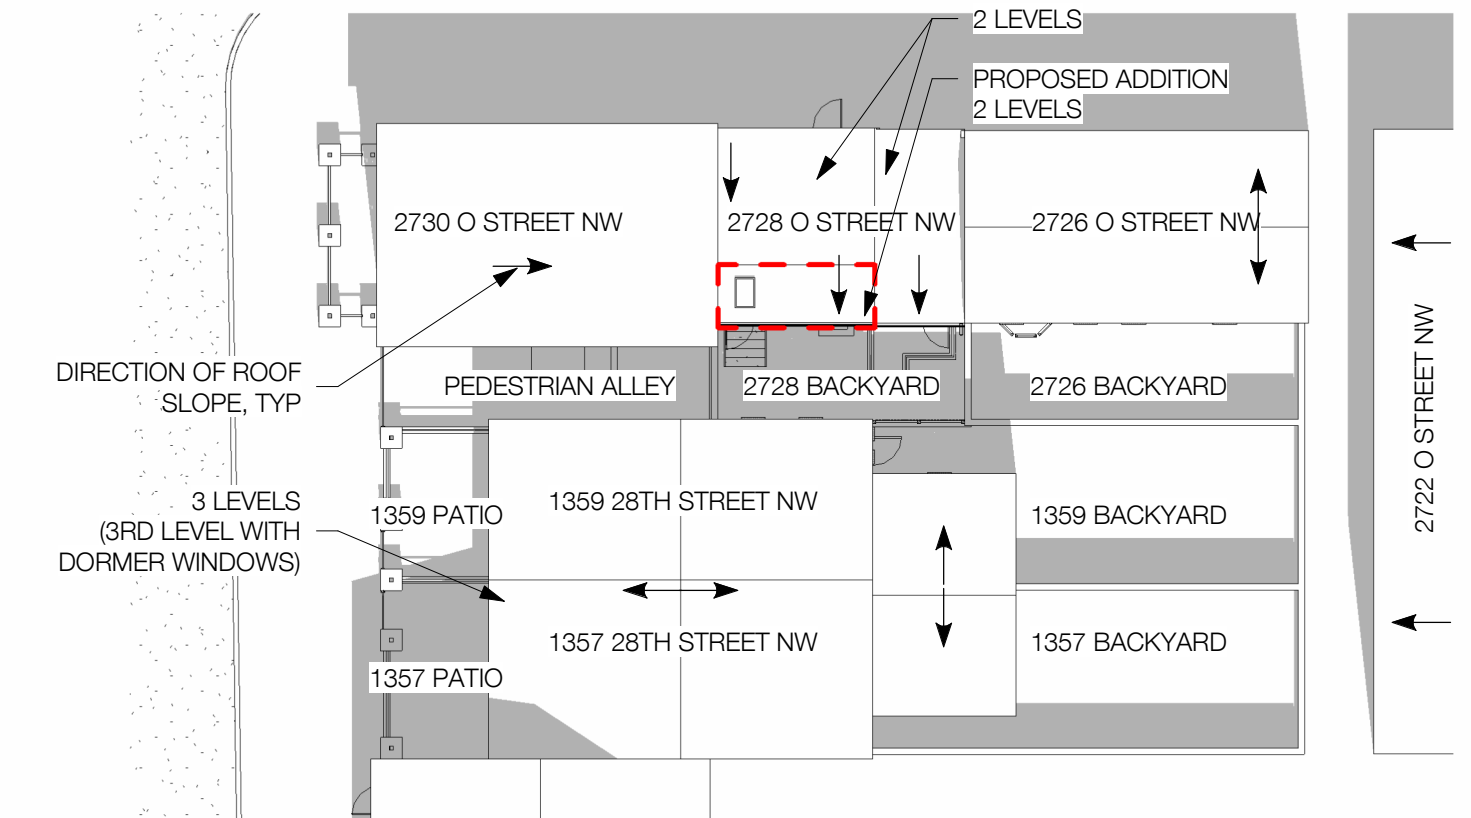 2 LEVELS
PROPOSED ADDITION
2 LEVELS
2730 O STREET NW
2728 O STREET NW
2726 O STREET NW
DIRECTION OF ROOF
SLOPE, TYP
PEDESTRIAN ALLEY
2728 BACKYARD
2726 BACKYARD
2722 O STREET NW
3 LEVELS
(3RD LEVEL WITH
DORMER WINDOWS)
1359 PATIO
1359 28TH STREET NW
1359 BACKYARD
1357 28TH STREET NW
1357 BACKYARD
1357 PATIO